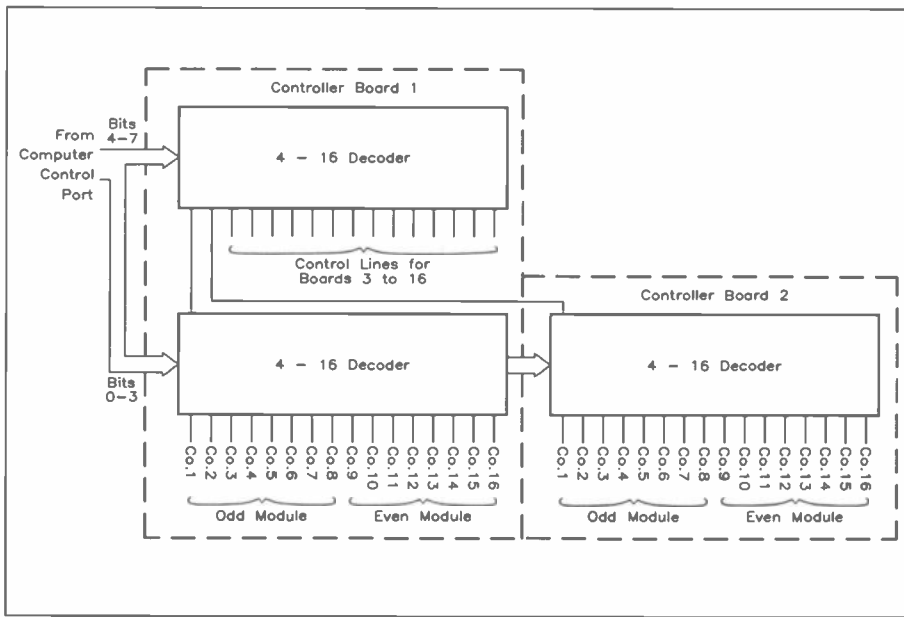 Controller Board 1
From
Computer
Control
Port
Bits
4-7
4 - 16 Decoder
Control Lines for
Boards 3 to 16
Controller Board 2
4 - 16 Decoder
4 - 16 Decoder
Bits
0-3
Co.1
Co.2
Co.3
Co.4
Co.5
Co.6
Co.7
Co.8
Co.9
Co.10
Co.11
Co.12
Co.13
Co.14
Co.15
Co.16
Odd Module
Even Module
Co.1
Co.2
Co.3
Co.4
Co.5
Co.6
Co.7
Co.8
Co.9
Co.10
Co.11
Co.12
Co.13
Co.14
Co.15
Co.16
Odd Module
Even Module